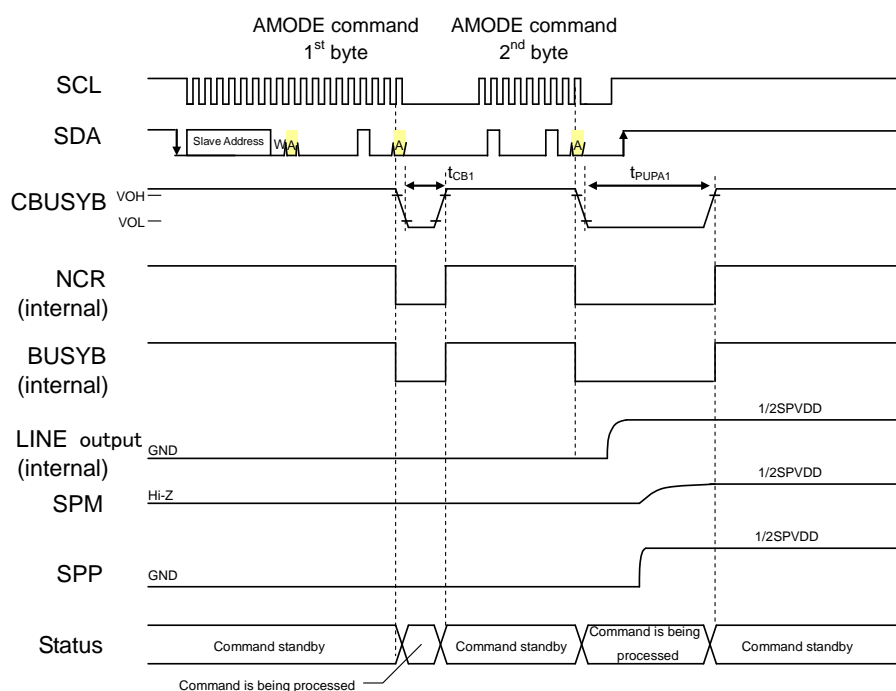 AMODE command
1st byte
AMODE command
2nd byte
SCL
SDA
Slave Address
W
A
A
A
tCB1
tPUPA1
CBUSYB
VOH
VOL
NCR
(internal)
BUSYB
(internal)
1/2SPVDD
LINE output
(internal)
GND
1/2SPVDD
Hi-Z
SPM
1/2SPVDD
SPP
GND
Status
Command standby
Command standby
Command is being
processed
Command standby
Command is being processed